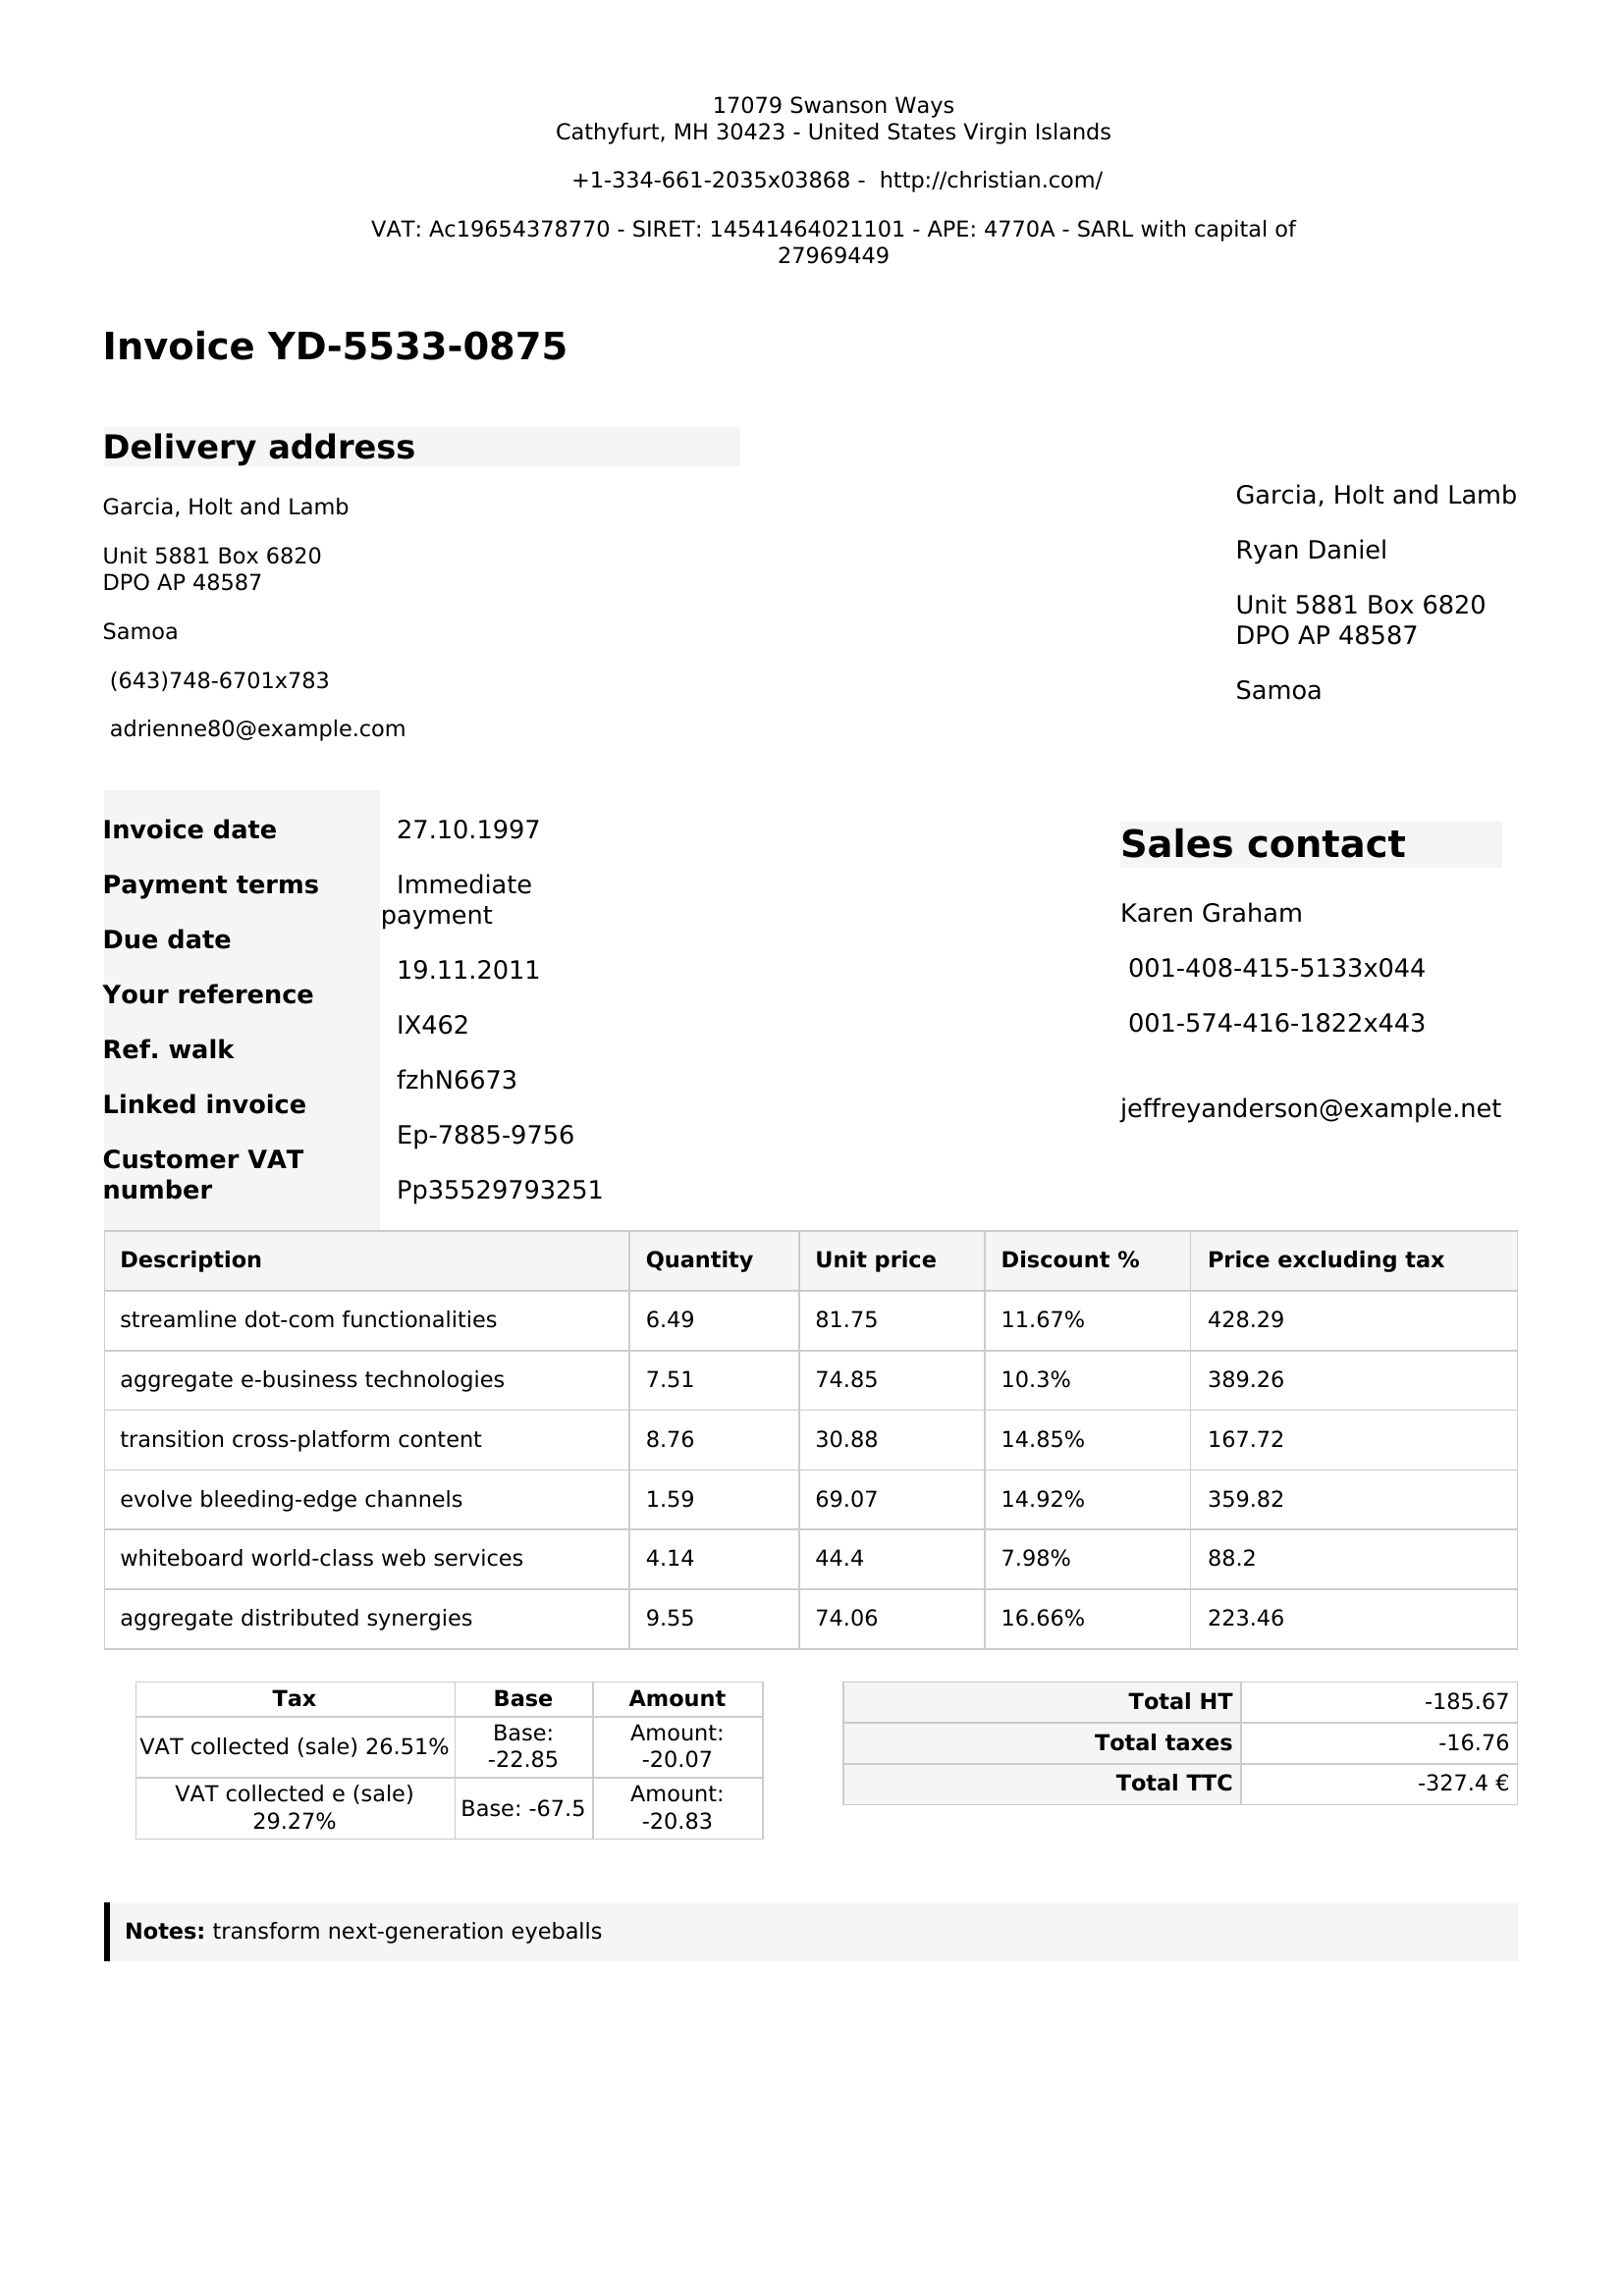 17079 Swanson Ways
Cathyfurt, MH 30423 - United States Virgin Islands
+1-334-661-2035x03868 - http://christian.com/
VAT: Ac19654378770 - SIRET: 14541464021101 - APE: 4770A - SARL with capital of
27969449
Invoice YD-5533-0875
Delivery address
Garcia, Holt and Lamb
Unit 5881 Box 6820
DPO AP 48587
Samoa
(643)748-6701x783
adrienne80@example.com
Garcia, Holt and Lamb
Ryan Daniel
Unit 5881 Box 6820
DPO AP 48587
Samoa
Invoice date
Payment terms
Due date
Your reference
Ref. walk
Linked invoice
Customer VAT
number
27.10.1997
Immediate
payment
19.11.2011
IX462
fzhN6673
Ep-7885-9756
Pp35529793251
Sales contact
Karen Graham
001-408-415-5133x044
001-574-416-1822x443
jeffreyanderson@example.net
Description Quantity Unit price Discount % Price excluding tax
streamline dot-com functionalities 6.49 81.75 11.67% 428.29
aggregate e-business technologies 7.51 74.85 10.3% 389.26
transition cross-platform content 8.76 30.88 14.85% 167.72
evolve bleeding-edge channels 1.59 69.07 14.92% 359.82
whiteboard world-class web services 4.14 44.4 7.98% 88.2
aggregate distributed synergies 9.55 74.06 16.66% 223.46
Tax Base Amount
VAT collected (sale) 26.51% Base: -22.85 Amount: -20.07
VAT collected e (sale) 29.27% Base: -67.5 Amount: -20.83
Total HT -185.67
Total taxes -16.76
Total TTC -327.4 €
Notes: transform next-generation eyeballs